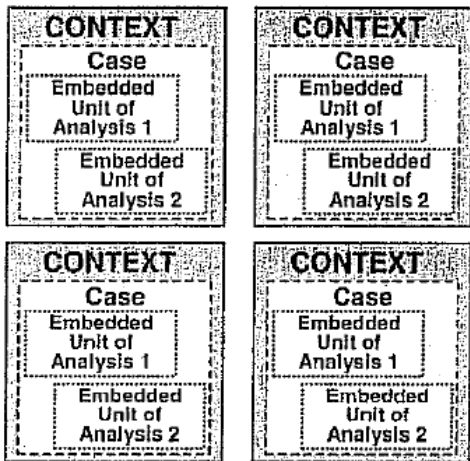 CONTEXT
Case
Embedded
Unit of
Analysis 1
Embedded
Unit of
Analysis 2
CONTEXT
Case
Embedded
Unit of
Analysis 1
Embedded
Unit of
Analysis 2
CONTEXT
Case
Embedded
Unit of
Analysis 1
Embedded
Unit of
Analysis 2
CONTEXT
Case
Embedded
Unit of
Analysis 1
Embedded
Unit of
Analysis 2